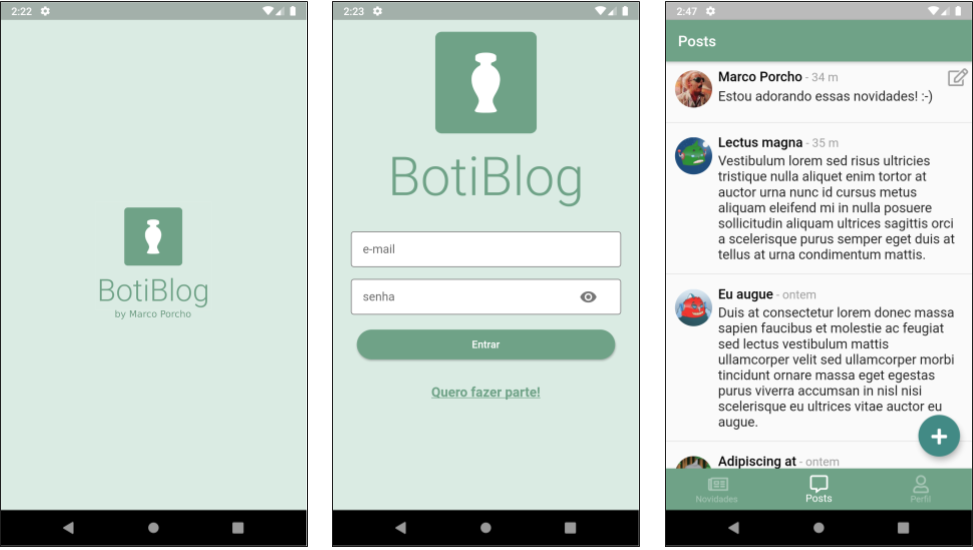 2:22
BotiBlog
by Marco Porcho
2:23
BotiBlog
e-mail
senha
Entrar
Quero fazer parte!
2:47
Posts
Marco Porcho - 34 m
Estou adorando essas novidades! :-)
Lectus magna - 35 m
Vestibulum lorem sed risus ultricies
tristique nulla aliquet enim tortor at
auctor urna nunc id cursus metus
aliquam eleifend mi in nulla posuere
sollicitudin aliquam ultrices sagittis orci
a scelerisque purus semper eget duis at
tellus at urna condimentum mattis.
Eu augue - ontem
Duis at consectetur lorem donec massa
sapien faucibus et molestie ac feugiat
sed lectus vestibulum mattis
ullamcorper velit sed ullamcorper morbi
tincidunt ornare massa eget egestas
purus viverra accumsan in nisl nisi
scelerisque eu ultrices vitae auctor eu
augue.
Adipiscing at - ontem
Novidades Posts Perfil